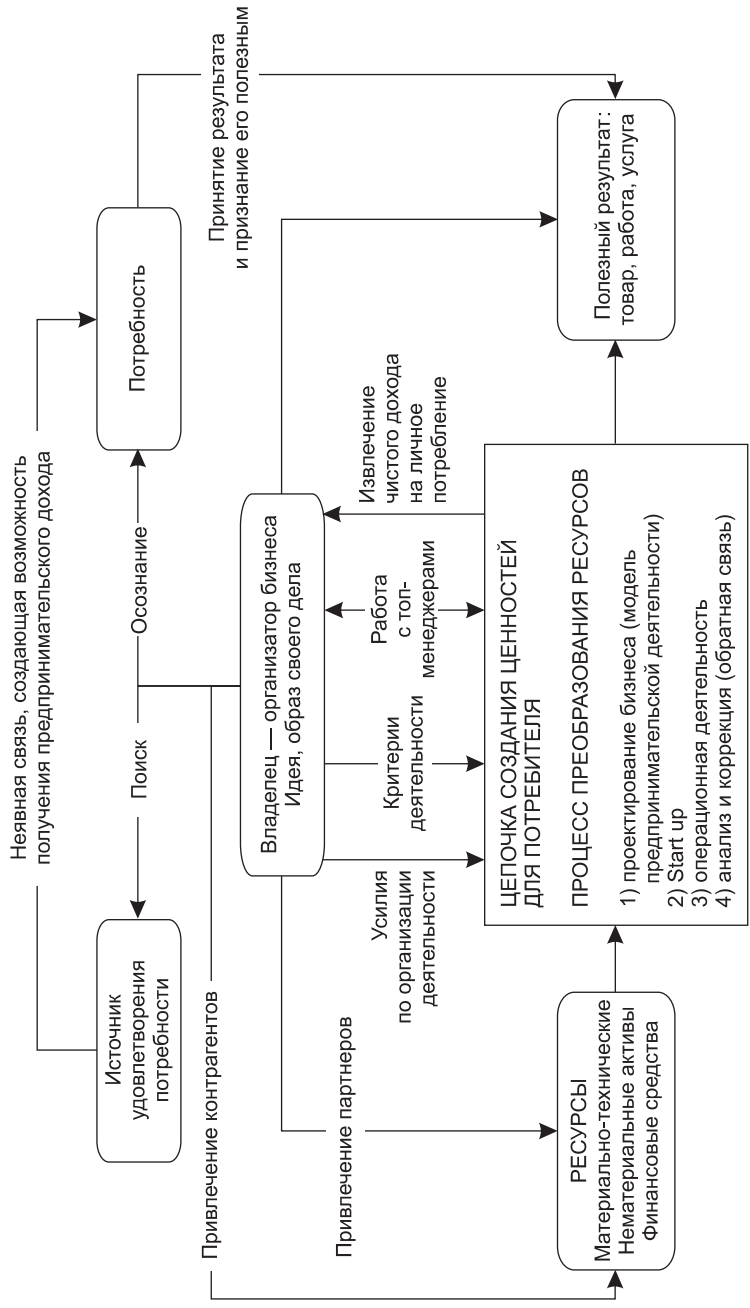 Неявная связь, создающая возможность
получения предпринимательского дохода
Источник
удовлетворения
потребности
Поиск
Осознание
Потребность
Принятие результата
и признание его полезным
Привлечение контрагентов
Владелец — организатор бизнеса
Идея, образ своего дела
Привлечение партнеров
Усилия
по организации
деятельности
Критерии
деятельности
Работа
с топ-
менеджерами
Извлечение
чистого дохода
на личное
потребление
РЕСУРСЫ
Материально-технические
Нематериальные активы
Финансовые средства
ЦЕПОЧКА СОЗДАНИЯ ЦЕННОСТЕЙ
ДЛЯ ПОТРЕБИТЕЛЯ
ПРОЦЕСС ПРЕОБРАЗОВАНИЯ РЕСУРСОВ
1) проектирование бизнеса (модель
предпринимательской деятельности)
2) Start up
3) операционная деятельность
4) анализ и коррекция (обратная связь)
Полезный результат:
товар, работа, услуга